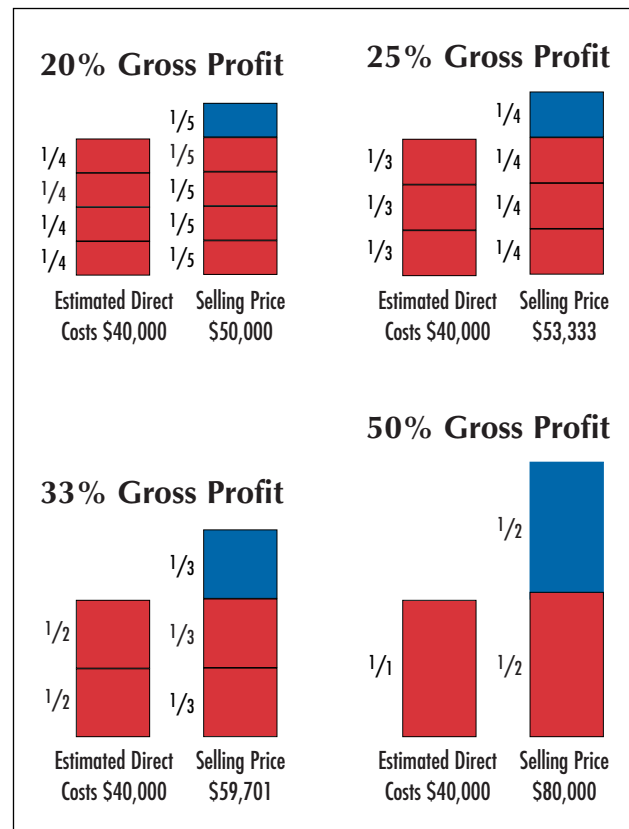 20% Gross Profit
1/5
1/4 1/5
1/4 1/5
1/4 1/5
1/4 1/5
Estimated Direct Selling Price
Costs $40,000 $50,000
25% Gross Profit
1/4
1/3 1/4
1/3 1/4
1/3 1/4
Estimated Direct Selling Price
Costs $40,000 $53,333
33% Gross Profit
1/3
1/2 1/3
1/2 1/3
Estimated Direct Selling Price
Costs $40,000 $59,701
50% Gross Profit
1/2
1/1 1/2
Estimated Direct Selling Price
Costs $40,000 $80,000